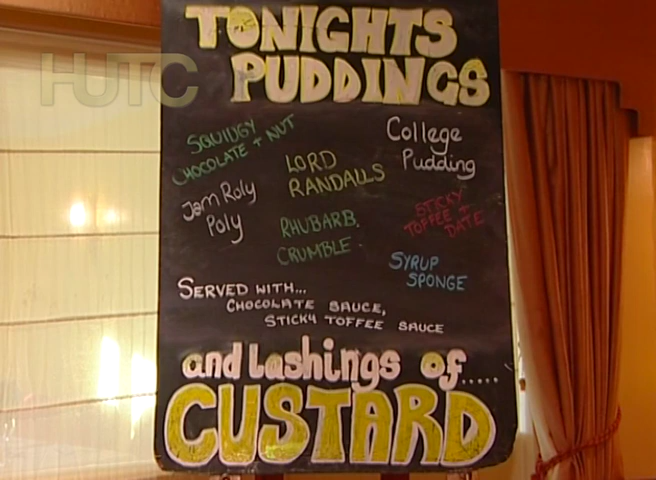 HUTC
TONIGHTS
PUDDINGS
SQUIDGY
CHOCOLATE + NUT
College
Pudding
LORD
RANDALLS
Jam Roly
Poly
STICKY
TOFFEE +
DATE
RHUBARB
CRUMBLE
SYRUP
SPONGE
SERVED WITH...
CHOCOLATE SAUCE,
STICKY TOFFEE SAUCE
and lashings of.....
CUSTARD